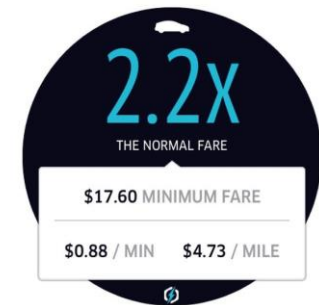 2.2X
THE NORMAL FARE
$17.60 MINIMUM FARE
$0.88 / MIN $4.73 / MILE